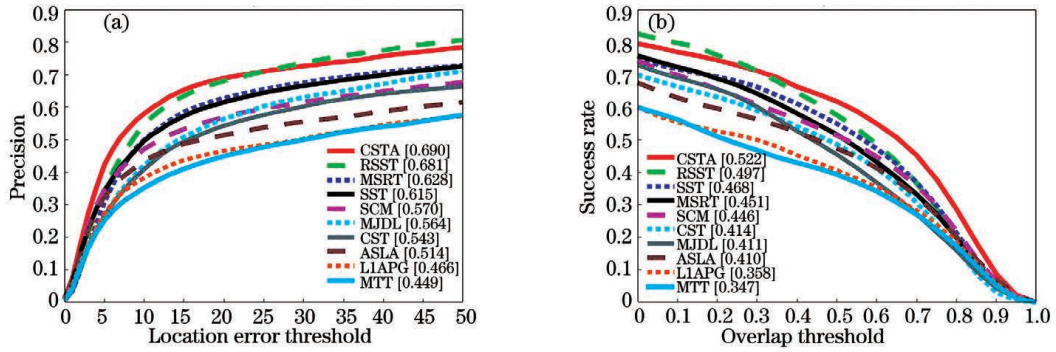 (a)
0.9
0.8
0.7
0.6
0.5
0.4
0.3
0.2
0.1
0
Precision
CSTA [0.690]
RSST [0.681]
MSRT [0.628]
SST [0.615]
SCM [0.570]
MJDL [0.564]
CST [0.543]
ASLA [0.514]
L1APG [0.466]
MTT [0.449]
0 5 10 15 20 25 30 35 40 45 50
Location error threshold
(b)
0.9
0.8
0.7
0.6
0.5
0.4
0.3
0.2
0.1
0
Success rate
CSTA [0.522]
RSST [0.497]
SST [0.468]
MSRT [0.451]
SCM [0.446]
CST [0.414]
MJDL [0.411]
ASLA [0.410]
L1APG [0.358]
MTT [0.347]
0 0.1 0.2 0.3 0.4 0.5 0.6 0.7 0.8 0.9 1.0
Overlap threshold